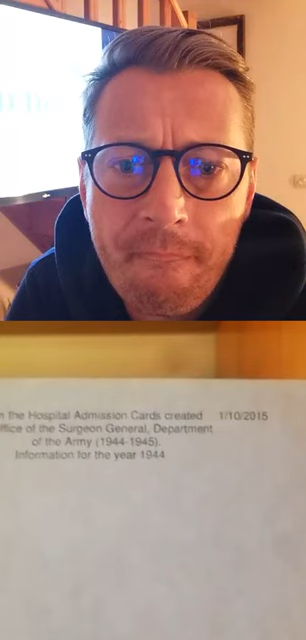 the Hospital Admission Cards created 1/10/2015
ffice of the Surgeon General, Department
of the Army (1944-1945).
Information for the year 1944